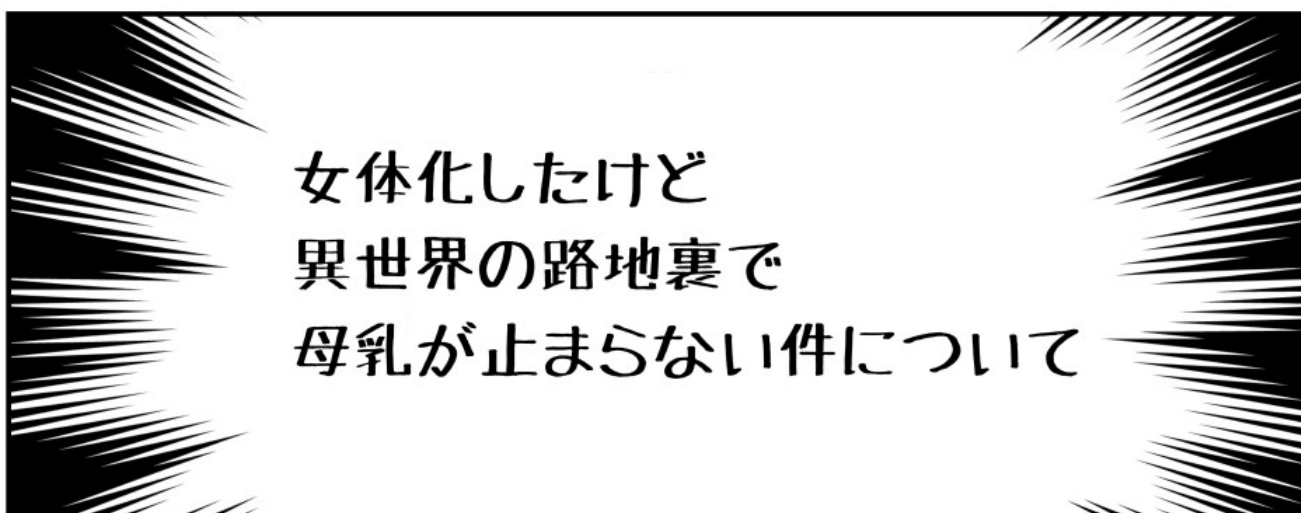 女体化したけど
異世界の路地裏で
母乳が止まらない件について